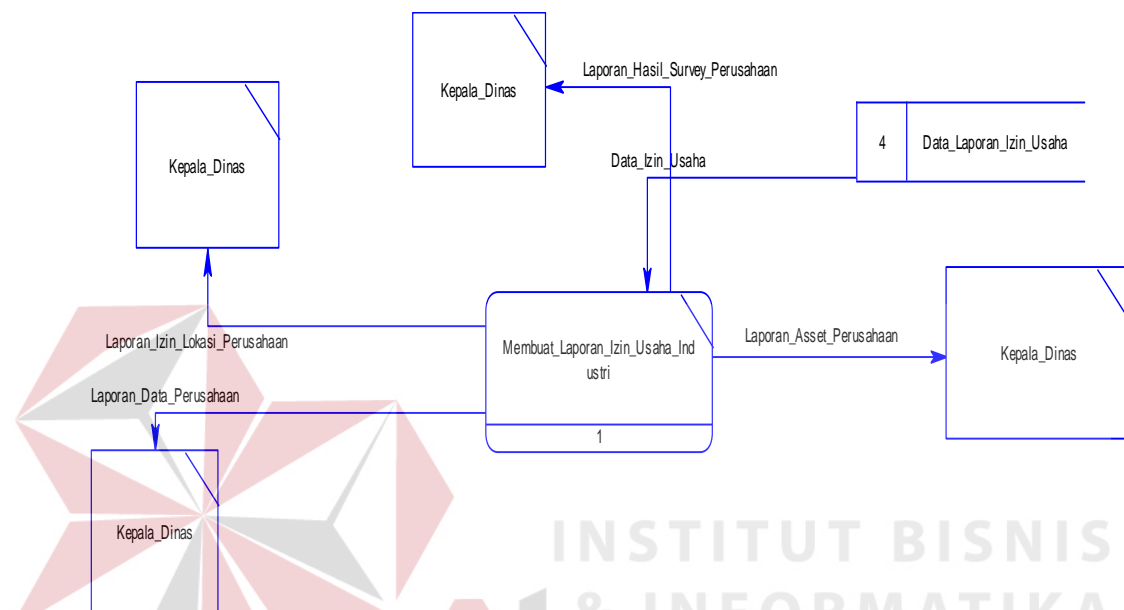 Kepala_Dinas
Laporan_Hasil_Survey_Perusahaan
Kepala_Dinas
4
Data_Laporan_Izin_Usaha
Data_Izin_Usaha
Laporan_Izin_Lokasi_Perusahaan
Membuat_Laporan_Izin_Usaha_Ind
ustri
1
Laporan_Asset_Perusahaan
Kepala_Dinas
Laporan_Data_Perusahaan
Kepala_Dinas
INSTITUT BISNIS
& INFORMATIKA